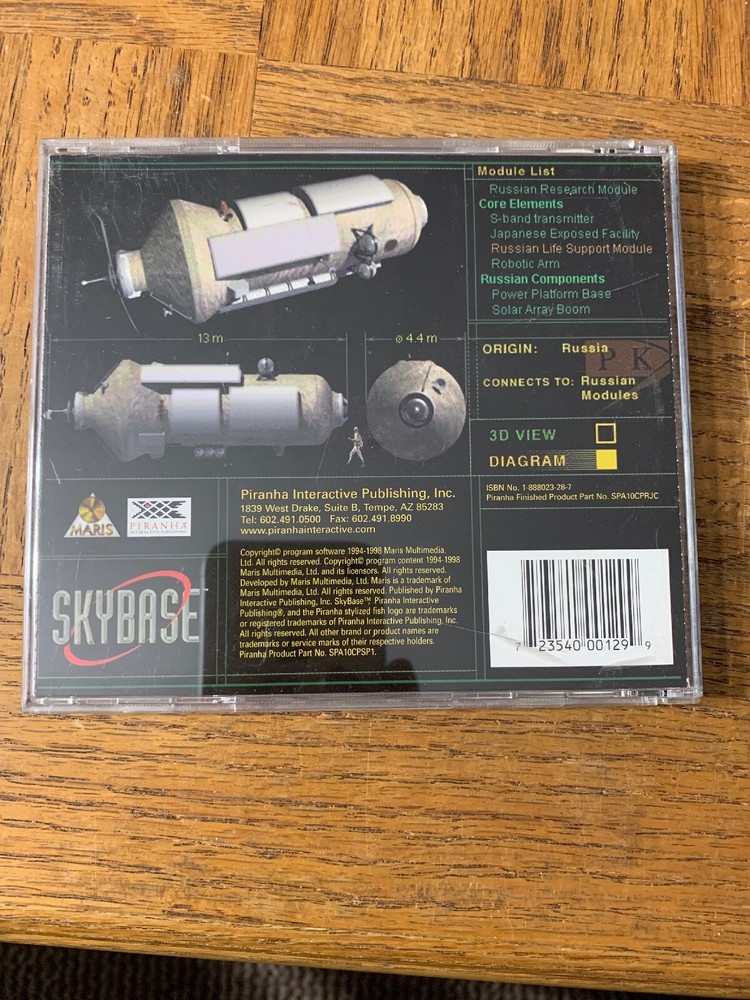 Module List
Russian Research Module
Core Elements
S-band transmitter
Japanese Exposed Facility
Russian Life Support Module
Robotic Arm
Russian Components
Power Platform Base
Solar Array Boom
13 m
ø 4.4 m
ORIGIN: Russia
P K
CONNECTS TO: Russian
Modules
3D VIEW
DIAGRAM
ISBN No. 1-888023-28-7
Piranha Finished Product Part No. SPA10CPRJC
MARIS
PIRANHA
INTERACTIVE PUBLISHING
SKYBASE
Piranha Interactive Publishing, Inc.
1839 West Drake, Suite B, Tempe, AZ 85283
Tel: 602.491.0500 Fax: 602.491.8990
www.piranhainteractive.com
Copyright© program software 1994-1998 Maris Multimedia,
Ltd. All rights reserved. Copyright© program content 1994-1998
Maris Multimedia, Ltd. and its licensors. All rights reserved.
Developed by Maris Multimedia, Ltd. Maris is a trademark of
Maris Multimedia, Ltd. All rights reserved. Published by Piranha
Interactive Publishing, Inc. SkyBase™, Piranha Interactive
Publishing®, and the Piranha stylized fish logo are trademarks
or registered trademarks of Piranha Interactive Publishing, Inc.
All rights reserved. All other brand or product names are
trademarks or service marks of their respective holders.
Piranha Product Part No. SPA10CPSP1.
7 23540 00129 9